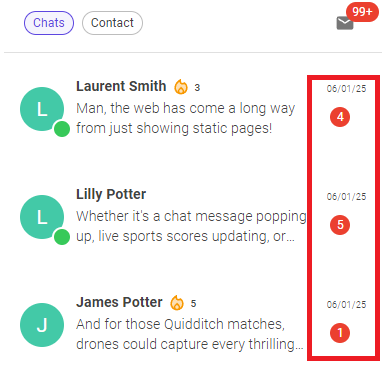 Chats Contact 99+
Laurent Smith 3 06/01/25
L Man, the web has come a long way 4
from just showing static pages!
Lilly Potter 06/01/25
L Whether it's a chat message popping 5
up, live sports scores updating, or...
James Potter 5 06/01/25
J And for those Quidditch matches, 1
drones could capture every thrilling...